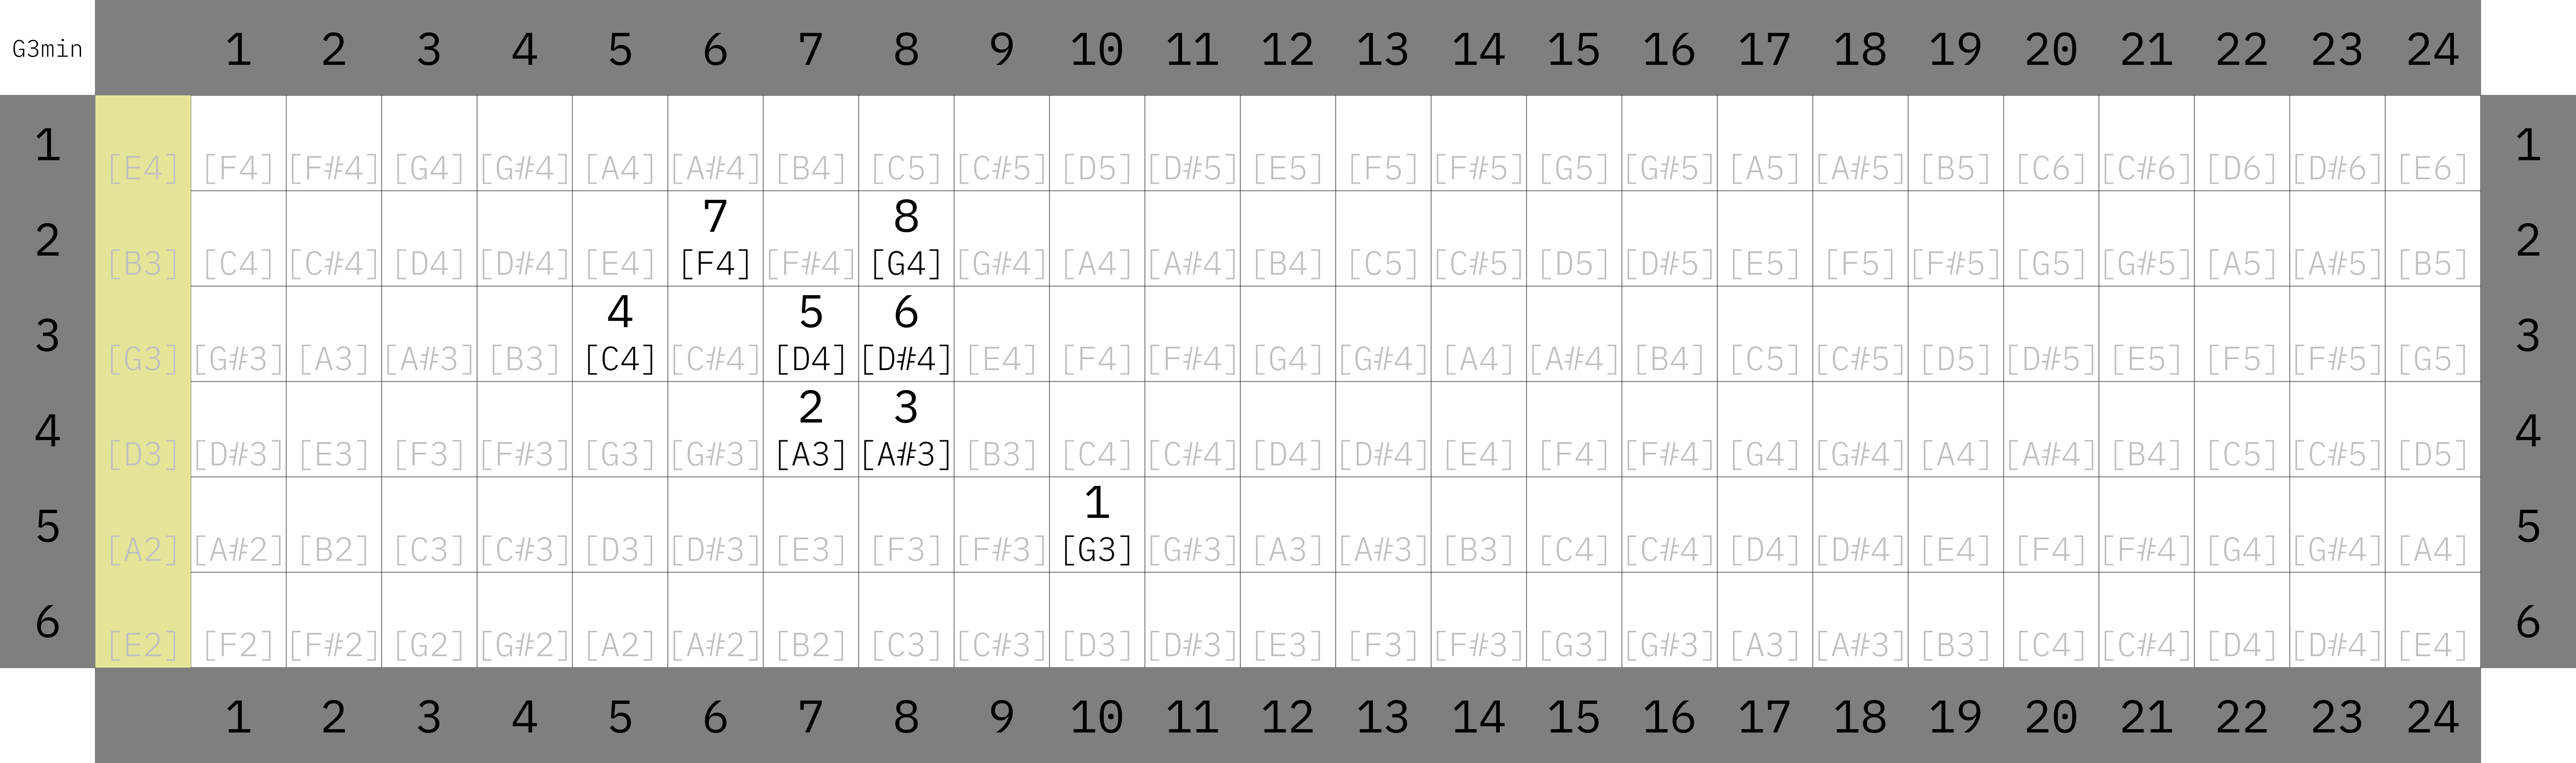 G3min 1 2 3 4 5 6 7 8 9 10 11 12 13 14 15 16 17 18 19 20 21 22 23 24
1 [E4] [F4] [F#4] [G4] [G#4] [A4] [A#4] [B4] [C5] [C#5] [D5] [D#5] [E5] [F5] [F#5] [G5] [G#5] [A5] [A#5] [B5] [C6] [C#6] [D6] [D#6] [E6] 1
7 8
2 [B3] [C4] [C#4] [D4] [D#4] [E4] [F4] [F#4] [G4] [G#4] [A4] [A#4] [B4] [C5] [C#5] [D5] [D#5] [E5] [F5] [F#5] [G5] [G#5] [A5] [A#5] [B5] 2
4 5 6
3 [G3] [G#3] [A3] [A#3] [B3] [C4] [C#4] [D4] [D#4] [E4] [F4] [F#4] [G4] [G#4] [A4] [A#4] [B4] [C5] [C#5] [D5] [D#5] [E5] [F5] [F#5] [G5] 3
2 3
4 [D3] [D#3] [E3] [F3] [F#3] [G3] [G#3] [A3] [A#3] [B3] [C4] [C#4] [D4] [D#4] [E4] [F4] [F#4] [G4] [G#4] [A4] [A#4] [B4] [C5] [C#5] [D5] 4
1
5 [A2] [A#2] [B2] [C3] [C#3] [D3] [D#3] [E3] [F3] [F#3] [G3] [G#3] [A3] [A#3] [B3] [C4] [C#4] [D4] [D#4] [E4] [F4] [F#4] [G4] [G#4] [A4] 5
6 [E2] [F2] [F#2] [G2] [G#2] [A2] [A#2] [B2] [C3] [C#3] [D3] [D#3] [E3] [F3] [F#3] [G3] [G#3] [A3] [A#3] [B3] [C4] [C#4] [D4] [D#4] [E4] 6
1 2 3 4 5 6 7 8 9 10 11 12 13 14 15 16 17 18 19 20 21 22 23 24